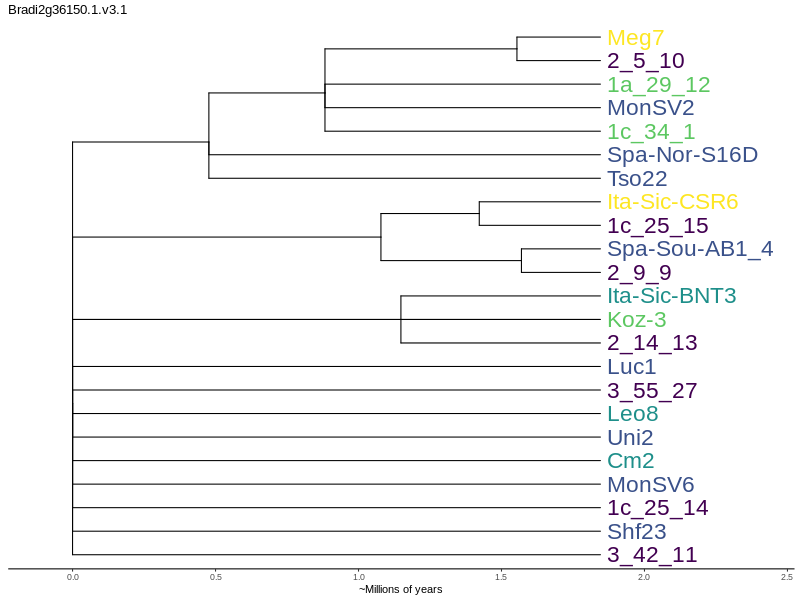 Bradi2g36150.1.v3.1
Meg7
2_5_10
1a_29_12
MonSV2
1c_34_1
Spa-Nor-S16D
Tso22
Ita-Sic-CSR6
1c_25_15
Spa-Sou-AB1_4
2_9_9
Ita-Sic-BNT3
Koz-3
2_14_13
Luc1
3_55_27
Leo8
Uni2
Cm2
MonSV6
1c_25_14
Shf23
3_42_11
0.0 0.5 1.0 1.5 2.0 2.5
~Millions of years